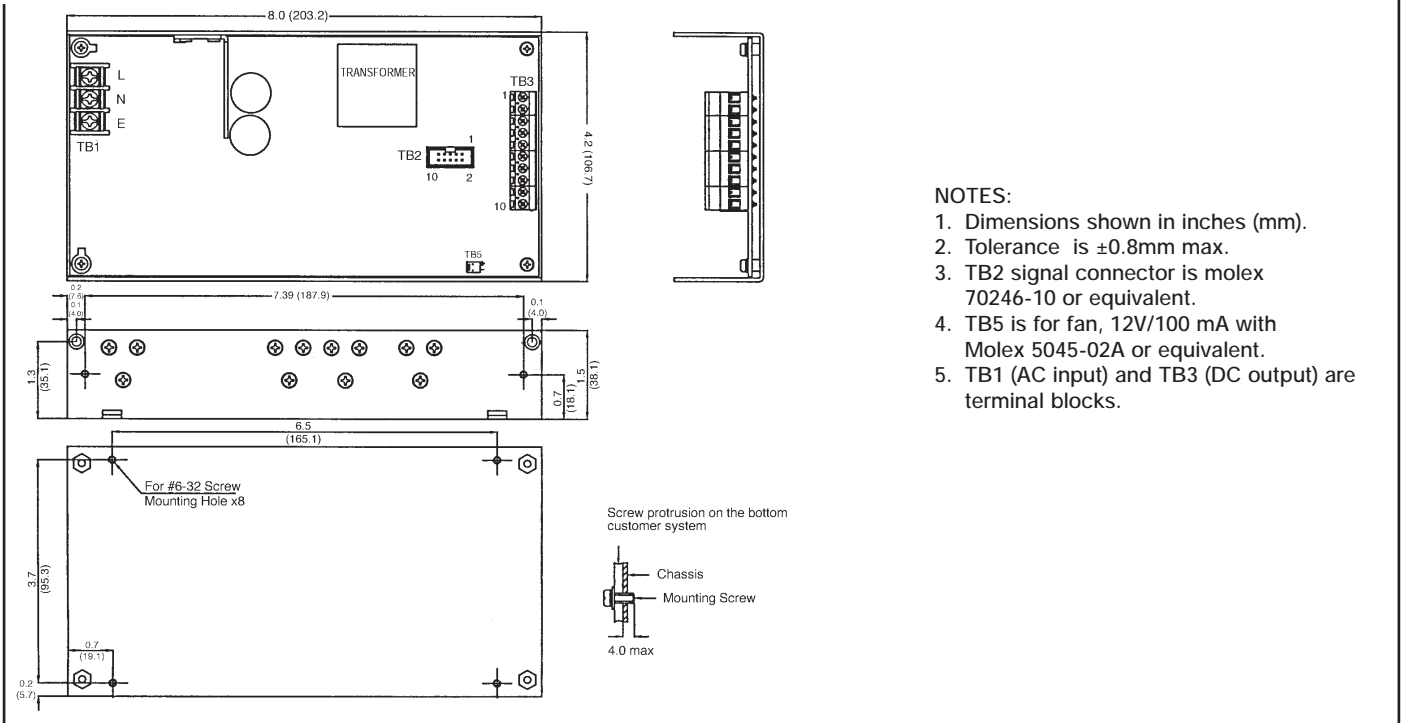 8.0 (203.2)
L
N
E
TB1
TRANSFORMER
TB3
1
10
TB2
1
10
2
TB5
4.2 (106.7)
0.2
(7.6)
0.1
(4.0)
7.39 (187.9)
0.1
(4.0)
1.3
(35.1)
0.7
(18.1)
1.5
(38.1)
6.5
(165.1)
For #6-32 Screw
Mounting Hole x8
3.7
(95.3)
0.7
(19.1)
0.2
(5.7)
Screw protrusion on the bottom
customer system
Chassis
Mounting Screw
4.0 max
NOTES:
1. Dimensions shown in inches (mm).
2. Tolerance is ±0.8mm max.
3. TB2 signal connector is molex
70246-10 or equivalent.
4. TB5 is for fan, 12V/100 mA with
Molex 5045-02A or equivalent.
5. TB1 (AC input) and TB3 (DC output) are
terminal blocks.